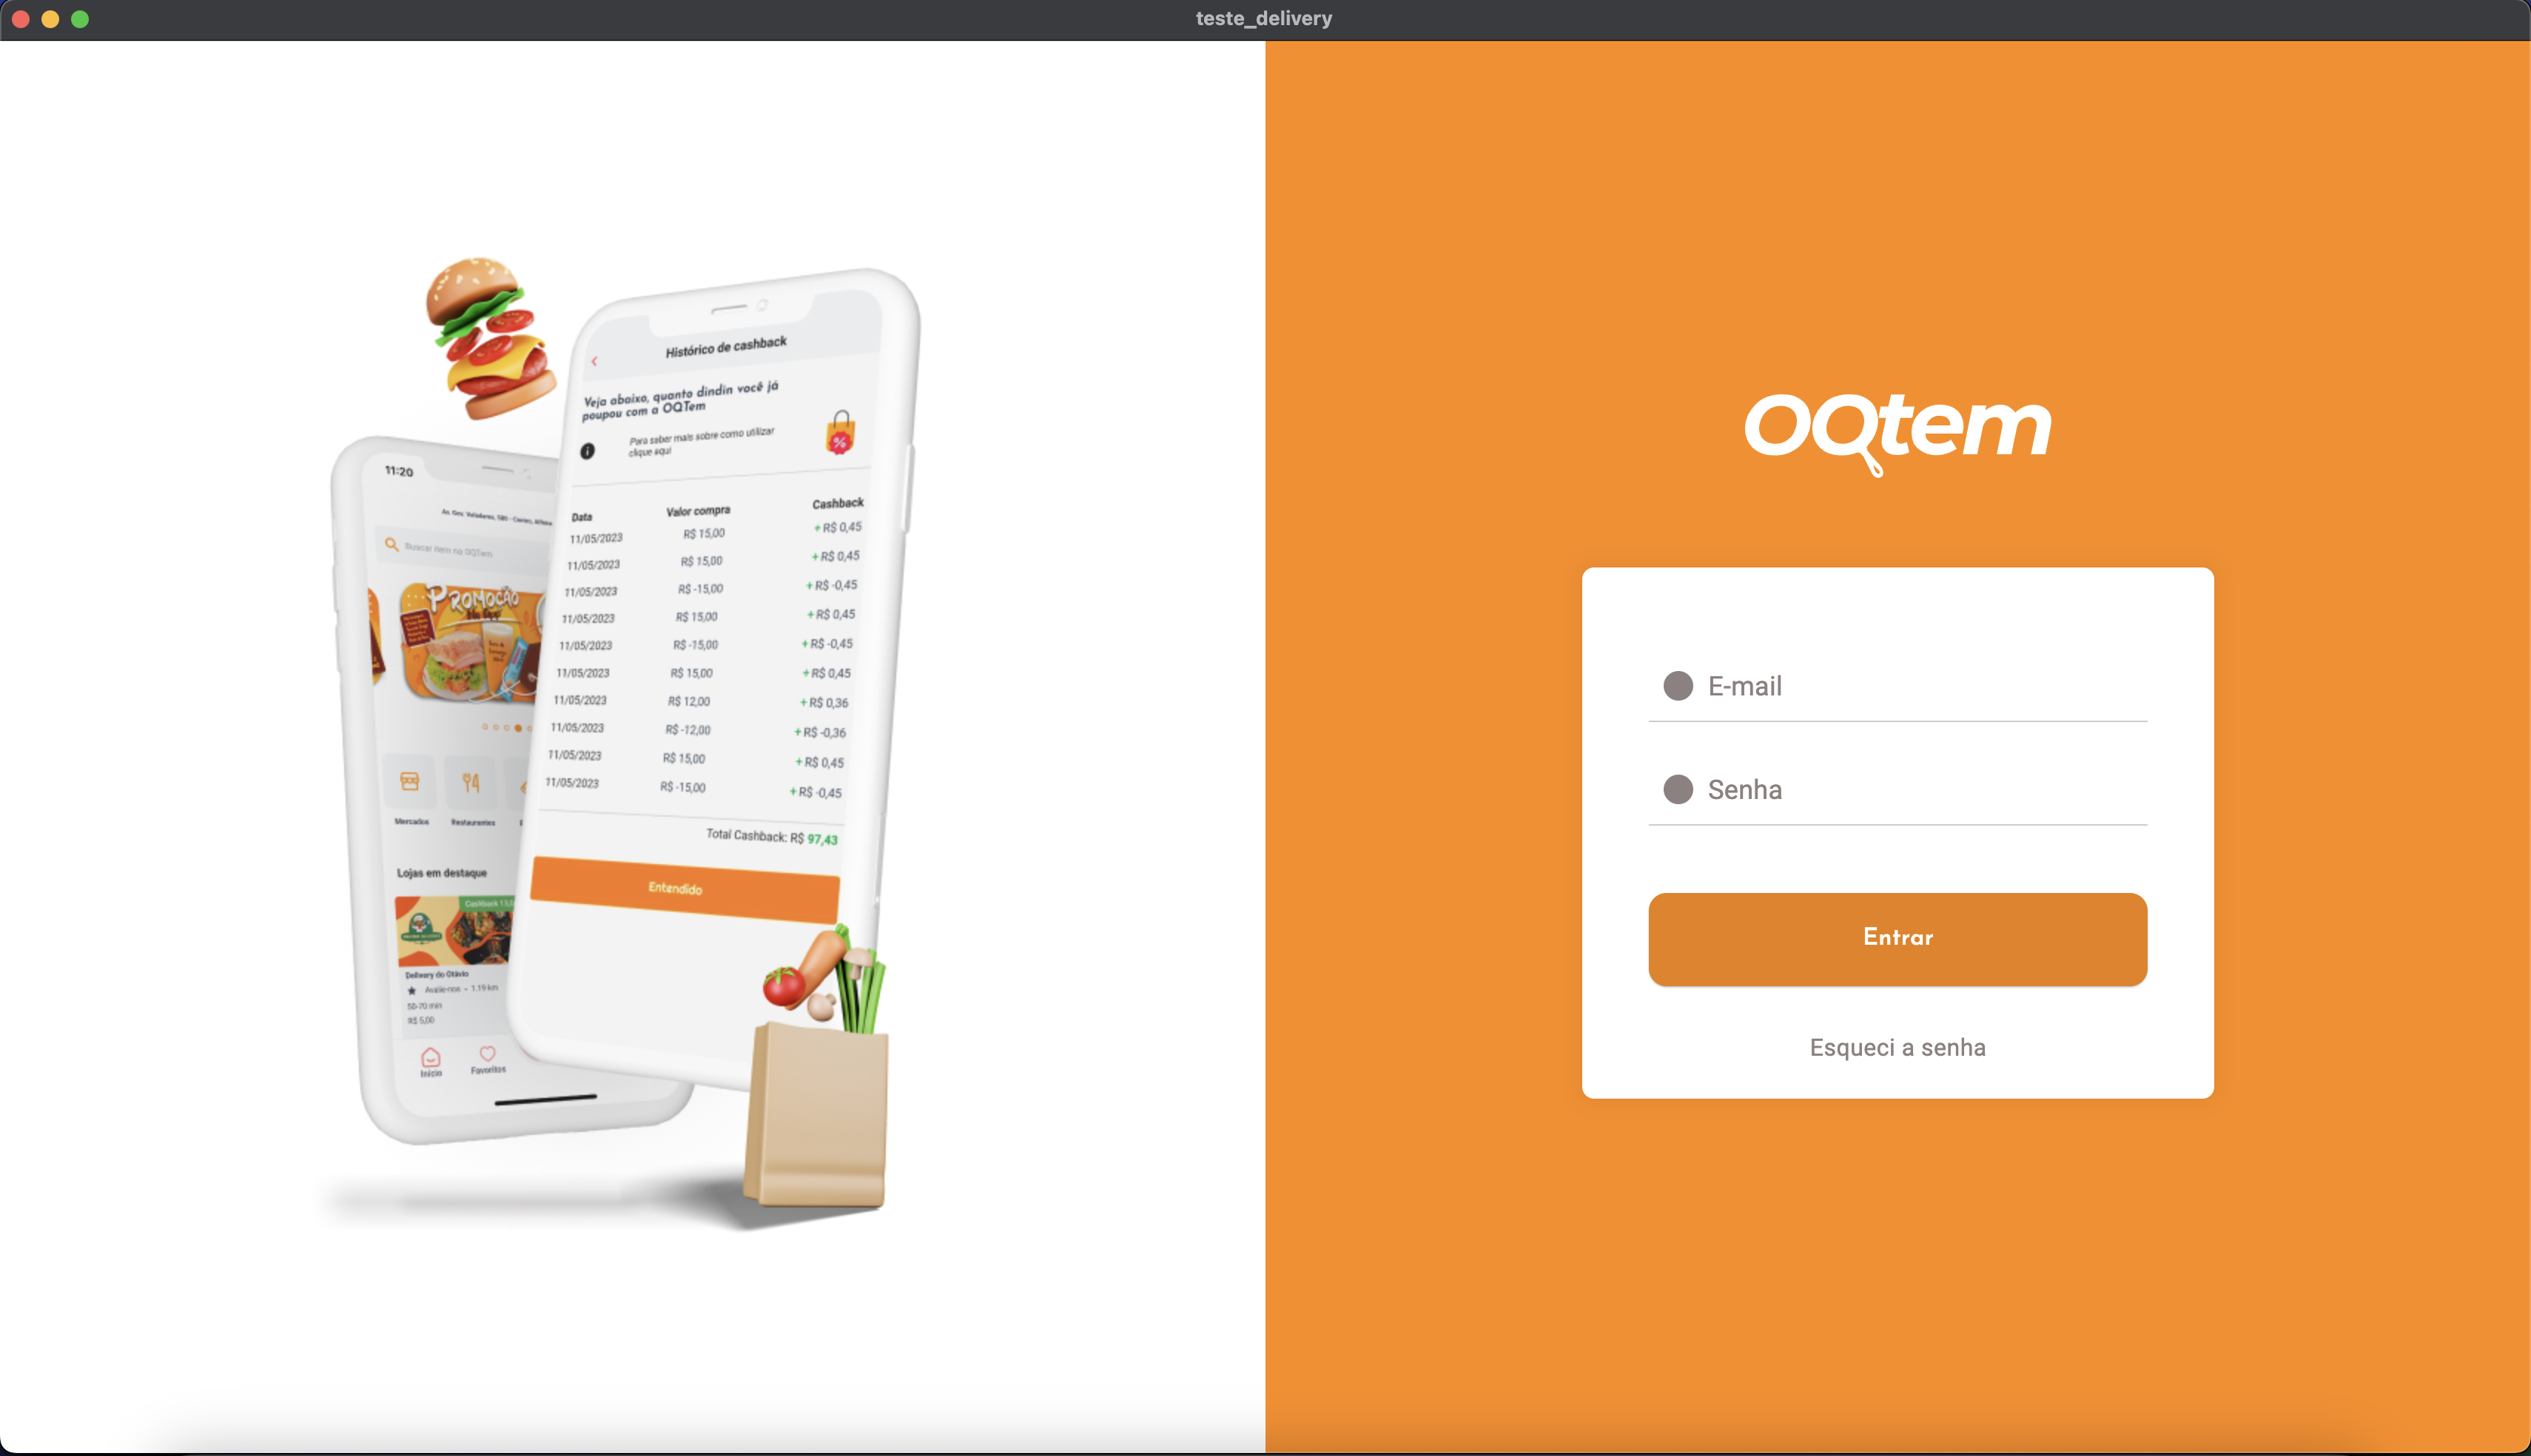 teste_delivery
Histórico de cashback
Veja abaixo, quanto dindin você já
poupou com a OQTem
Para saber mais sobre como utilizar
clique aqui
Data Valor compra Cashback
11/05/2023 R$ 15,00 + R$ 0,45
11/05/2023 R$ 15,00 + R$ 0,45
11/05/2023 R$ -15,00 + R$ -0,45
11/05/2023 R$ 15,00 + R$ 0,45
11/05/2023 R$ -15,00 + R$ -0,45
11/05/2023 R$ 15,00 + R$ 0,45
11/05/2023 R$ 12,00 + R$ 0,36
11/05/2023 R$ -12,00 + R$ -0,36
11/05/2023 R$ 15,00 + R$ 0,45
11/05/2023 R$ -15,00 + R$ -0,45
Total Cashback: R$ 97,43
Entendido
11:20
Av. Gov. Valadares, 580 - Centro,
Buscar item na OQTem
PROMOÇÃO
No App!
Mercados Restaurantes
Lojas em destaque
Cashback
Delivery do Otávio
Avalie-nos - 1.19 km
50-70 min
R$ 5,00
Início Favoritos
OQtem
E-mail
Senha
Entrar
Esqueci a senha